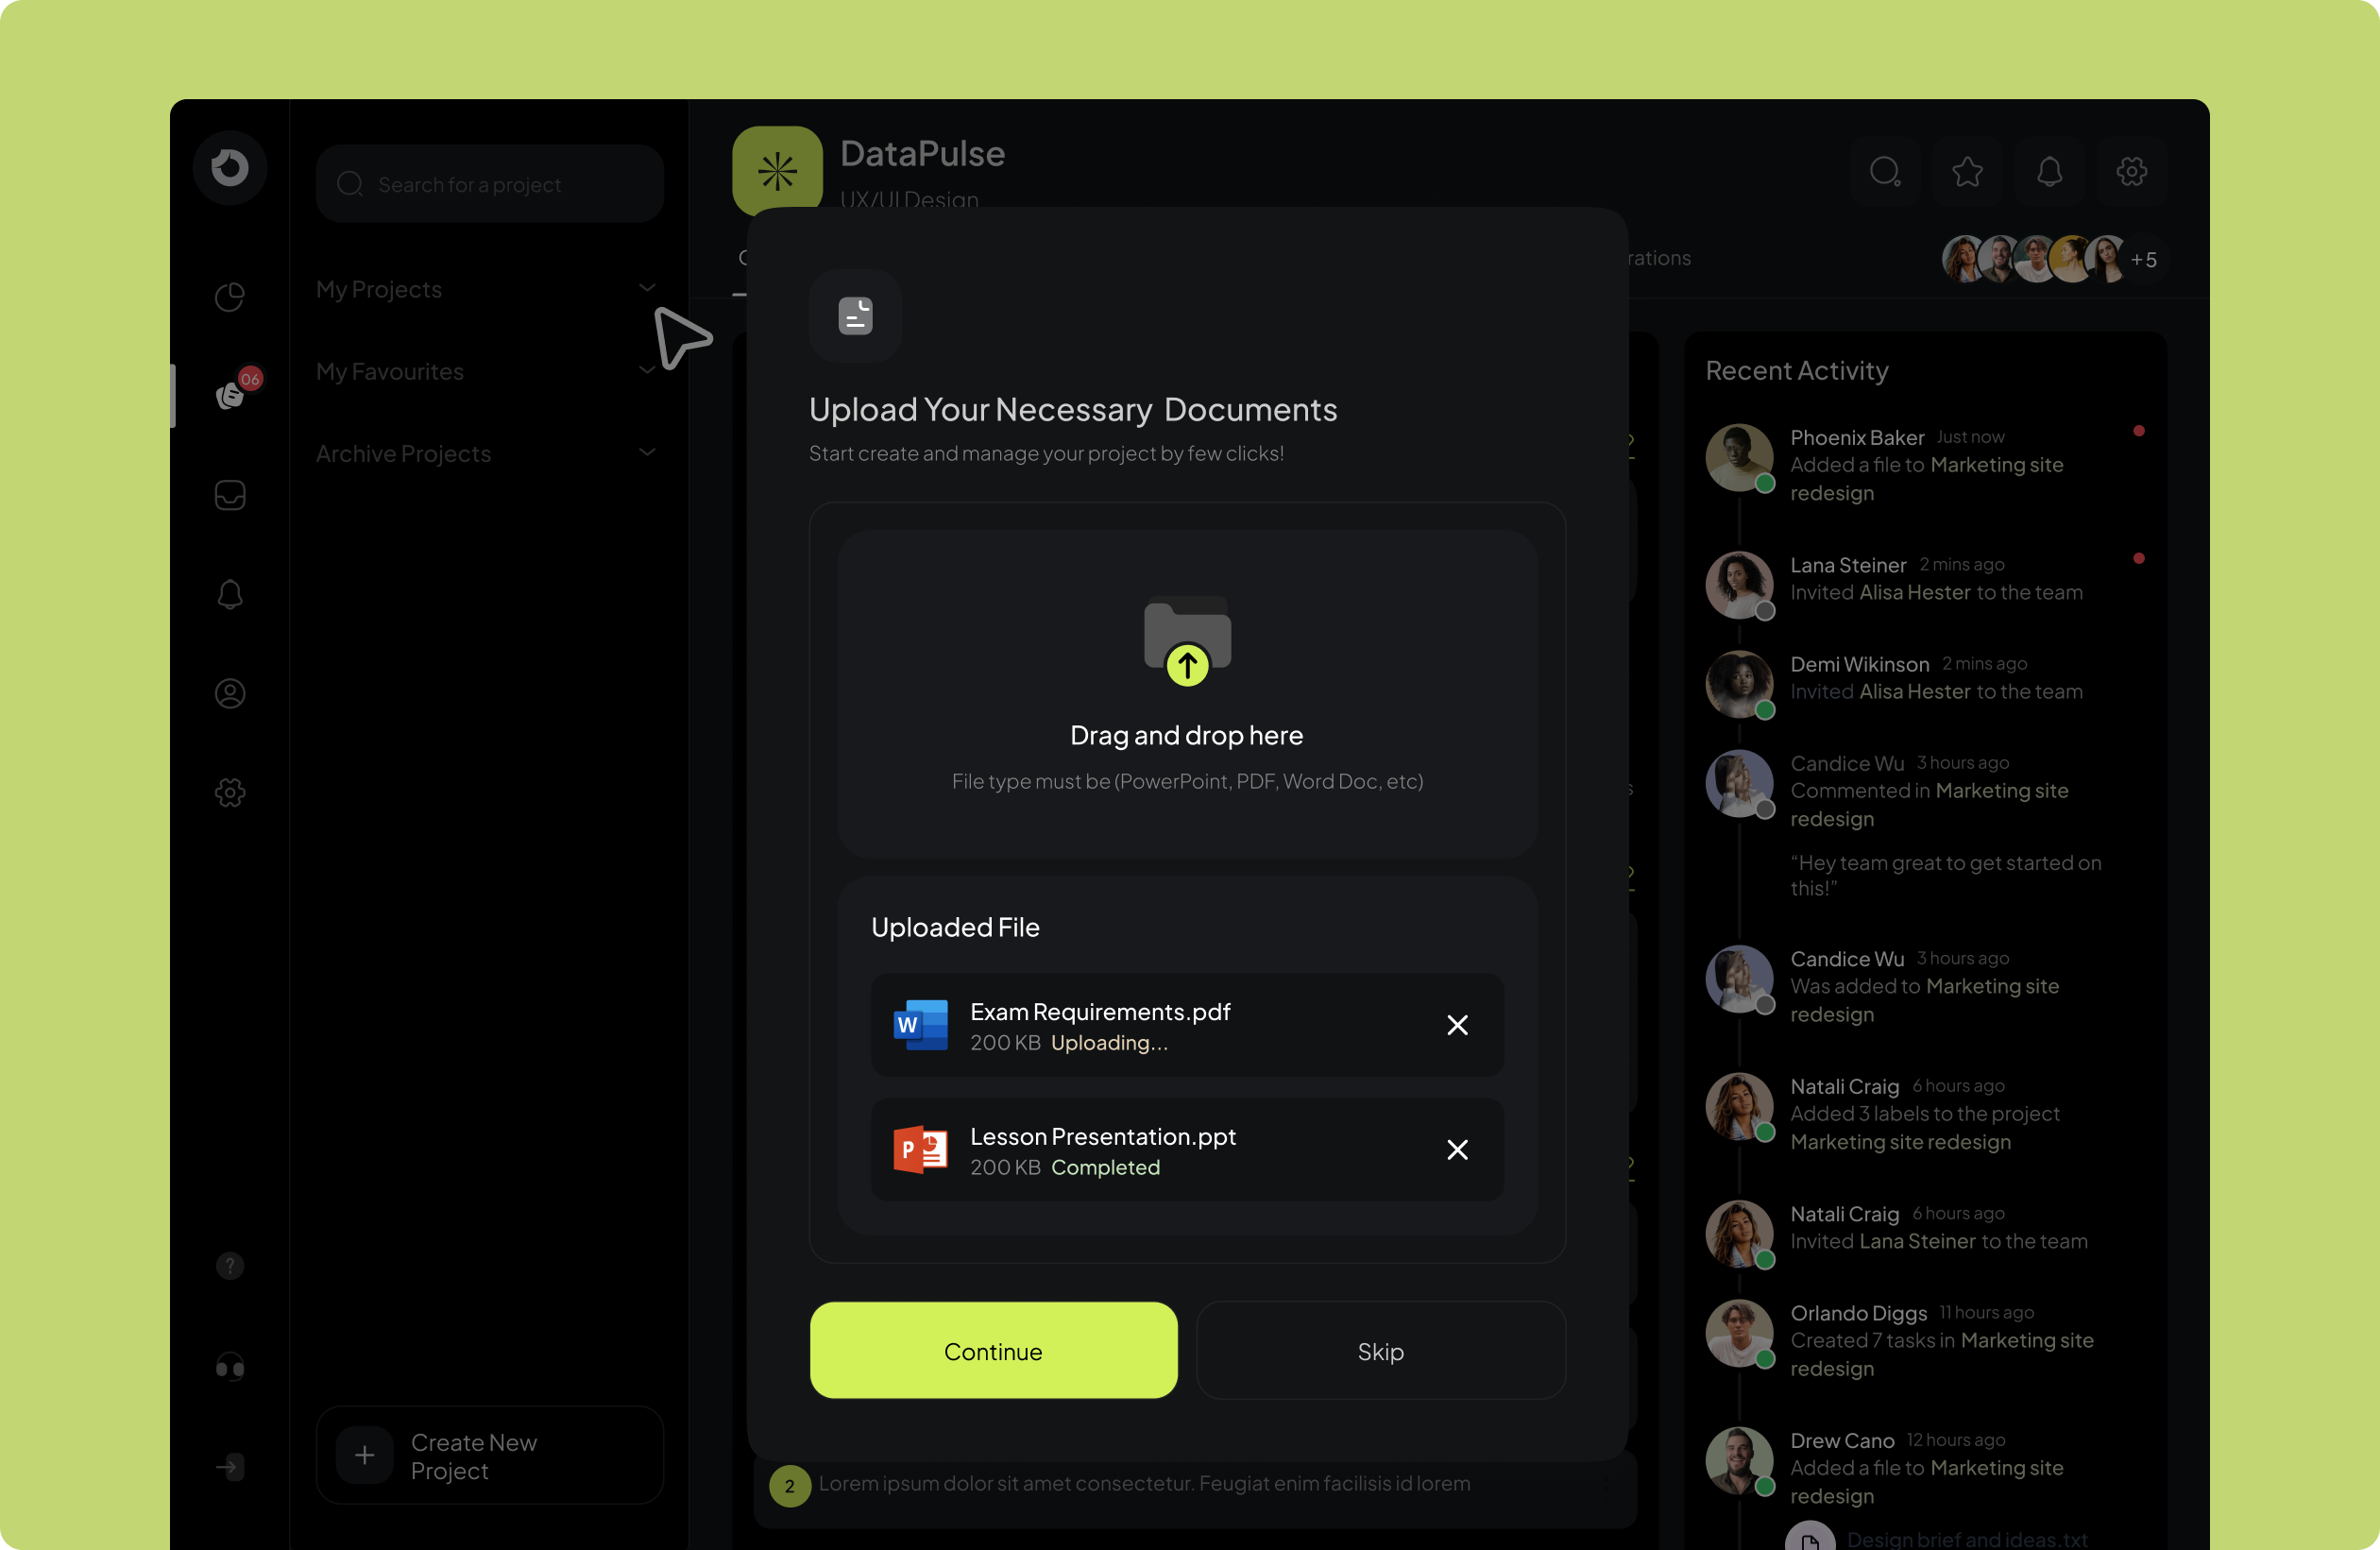 Search for a project
My Projects
06
My Favourites
Archive Projects
?
Create New
Project
DataPulse
UX/UI Design
rations
+5
Upload Your Necessary Documents
Start create and manage your project by few clicks!
Drag and drop here
File type must be (PowerPoint, PDF, Word Doc, etc)
Uploaded File
W
Exam Requirements.pdf
200 KB Uploading...
P
Lesson Presentation.ppt
200 KB Completed
Continue
Skip
2
Lorem ipsum dolor sit amet consectetur. Feugiat enim facilisis id lorem
Recent Activity
Phoenix Baker Just now
Added a file to Marketing site
redesign
Lana Steiner 2 mins ago
Invited Alisa Hester to the team
Demi Wikinson 2 mins ago
Invited Alisa Hester to the team
Candice Wu 3 hours ago
Commented in Marketing site
redesign
“Hey team great to get started on
this!”
Candice Wu 3 hours ago
Was added to Marketing site
redesign
Natali Craig 6 hours ago
Added 3 labels to the project
Marketing site redesign
Natali Craig 6 hours ago
Invited Lana Steiner to the team
Orlando Diggs 11 hours ago
Created 7 tasks in Marketing site
redesign
Drew Cano 12 hours ago
Added a file to Marketing site
redesign
Design brief and ideas.txt